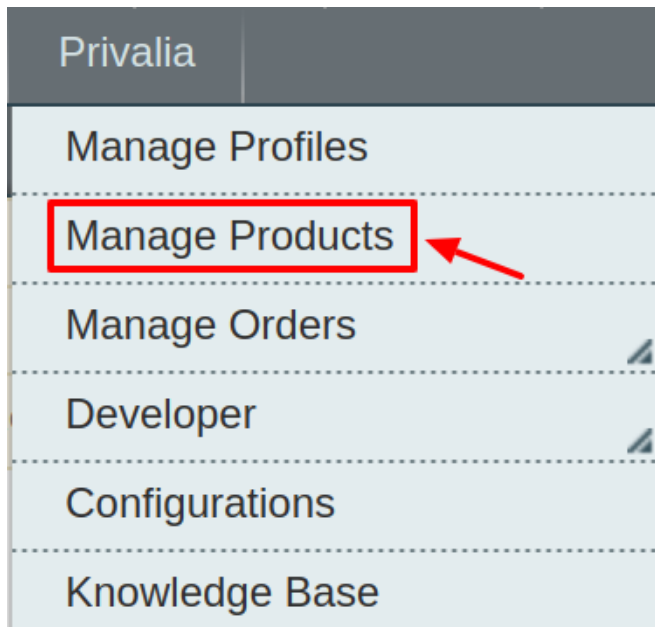 Privalia
Manage Profiles
Manage Products
Manage Orders
Developer
Configurations
Knowledge Base